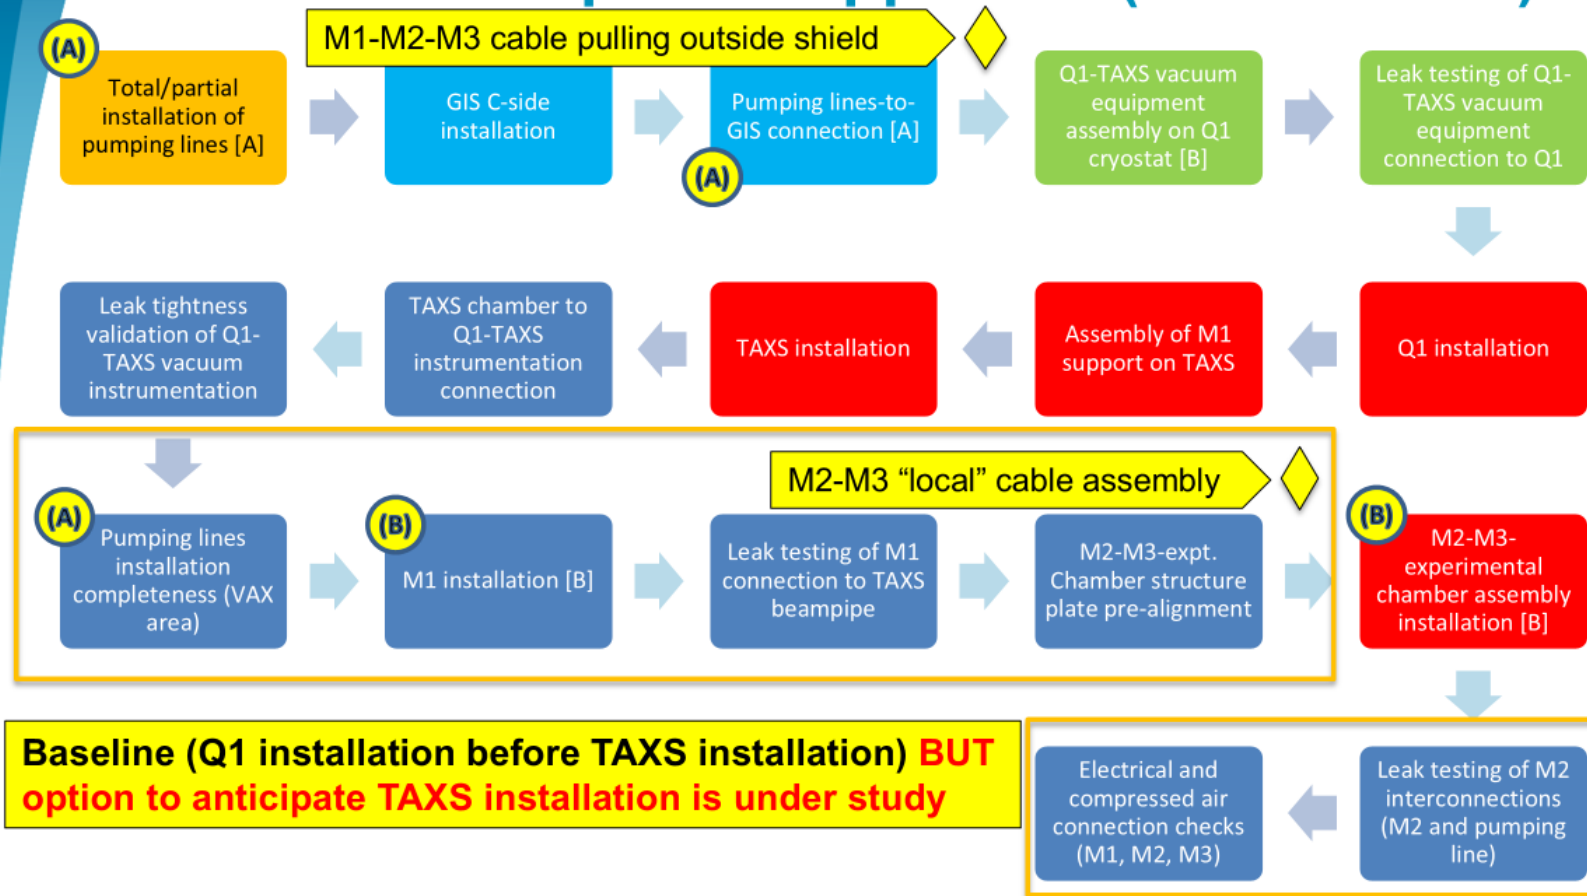 M1-M2-M3 cable pulling outside shield
(A)
Total/partial
installation of
pumping lines [A]
GIS C-side
installation
Pumping lines-to-
GIS connection [A]
(A)
Q1-TAXS vacuum
equipment
assembly on Q1
cryostat [B]
Leak testing of Q1-
TAXS vacuum
equipment
connection to Q1
Q1 installation
Assembly of M1
support on TAXS
TAXS installation
TAXS chamber to
Q1-TAXS
instrumentation
connection
Leak tightness
validation of Q1-
TAXS vacuum
instrumentation
M2-M3 “local” cable assembly
(A)
Pumping lines
installation
completeness (VAX
area)
(B)
M1 installation [B]
Leak testing of M1
connection to TAXS
beampipe
M2-M3-expt.
Chamber structure
plate pre-alignment
(B)
M2-M3-
experimental
chamber assembly
installation [B]
Leak testing of M2
interconnections
(M2 and pumping
line)
Electrical and
compressed air
connection checks
(M1, M2, M3)
Baseline (Q1 installation before TAXS installation) BUT
option to anticipate TAXS installation is under study